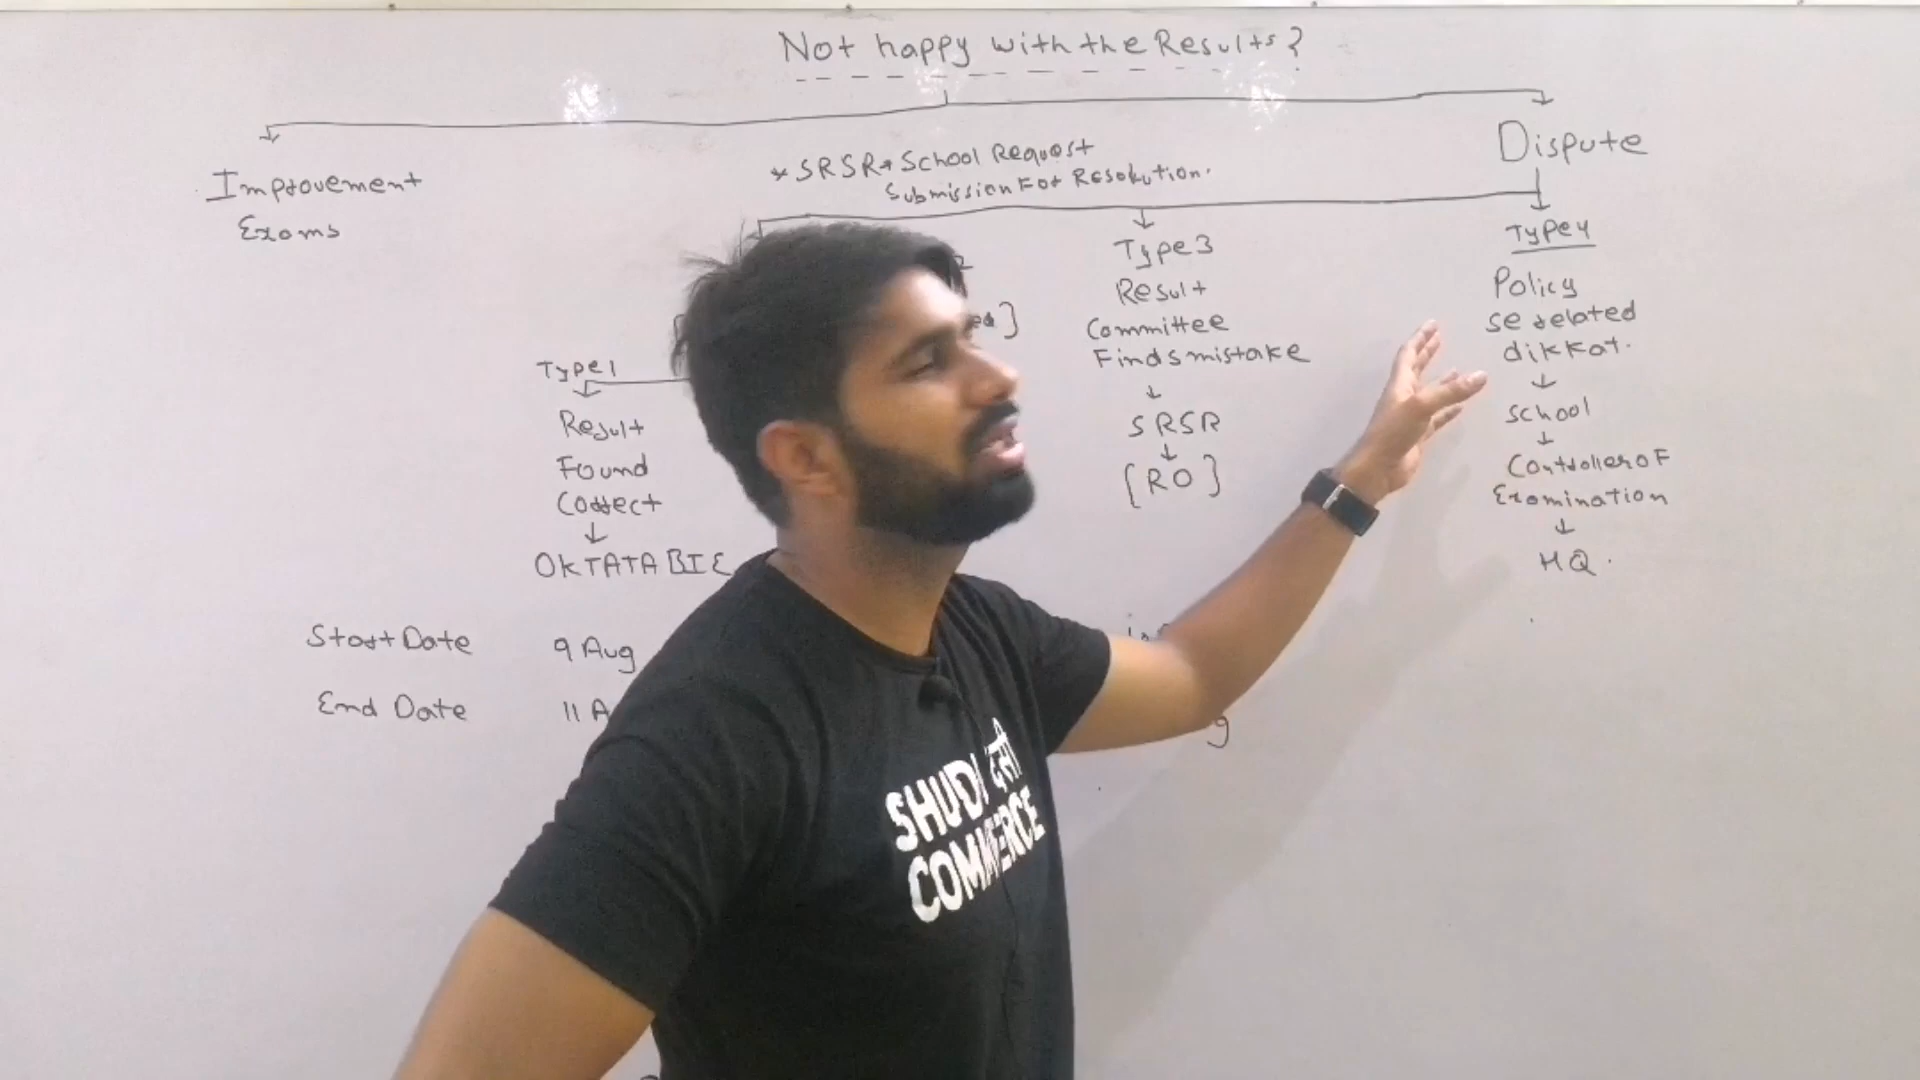 Not happy with the Results?
Improvement
Exams
* SRSR → School Request
Submission For Resolution.
Dispute
Type 1
Result
Found
Correct
↓
OK TATA BIE
Type 3
Result
Committee
Finds mistake
↓
SRSR
↓
[RO]
Type 4
Policy
se related
dikkat.
↓
School
↓
Controller of
Examination
↓
HQ.
Start Date 9 Aug
End Date 11 A
SHUDH देसी
COMMERCE